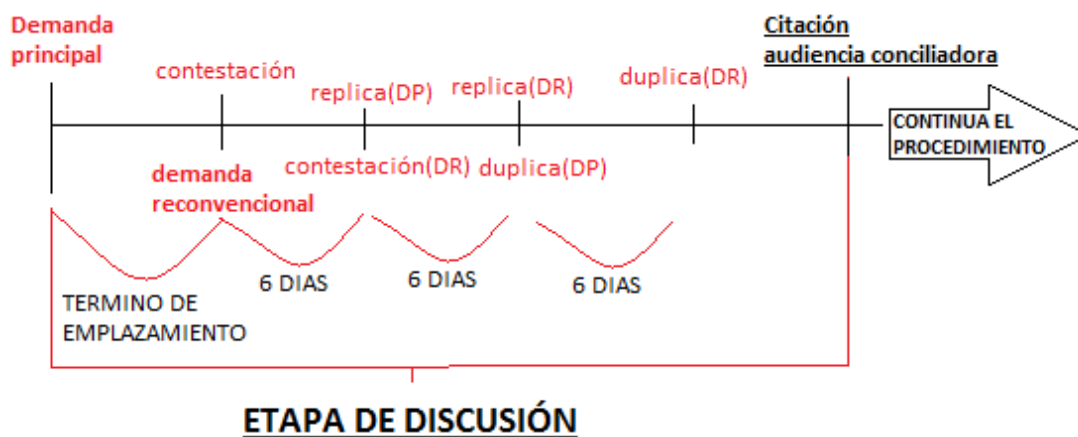 Demanda
principal
contestación
replica(DP)
replica(DR)
duplica(DR)
Citación
audiencia conciliadora
CONTINUA EL
PROCEDIMIENTO
demanda
reconvencional
contestación(DR)
duplica(DP)
TERMINO DE
EMPLAZAMIENTO
6 DIAS
6 DIAS
6 DIAS
ETAPA DE DISCUSIÓN